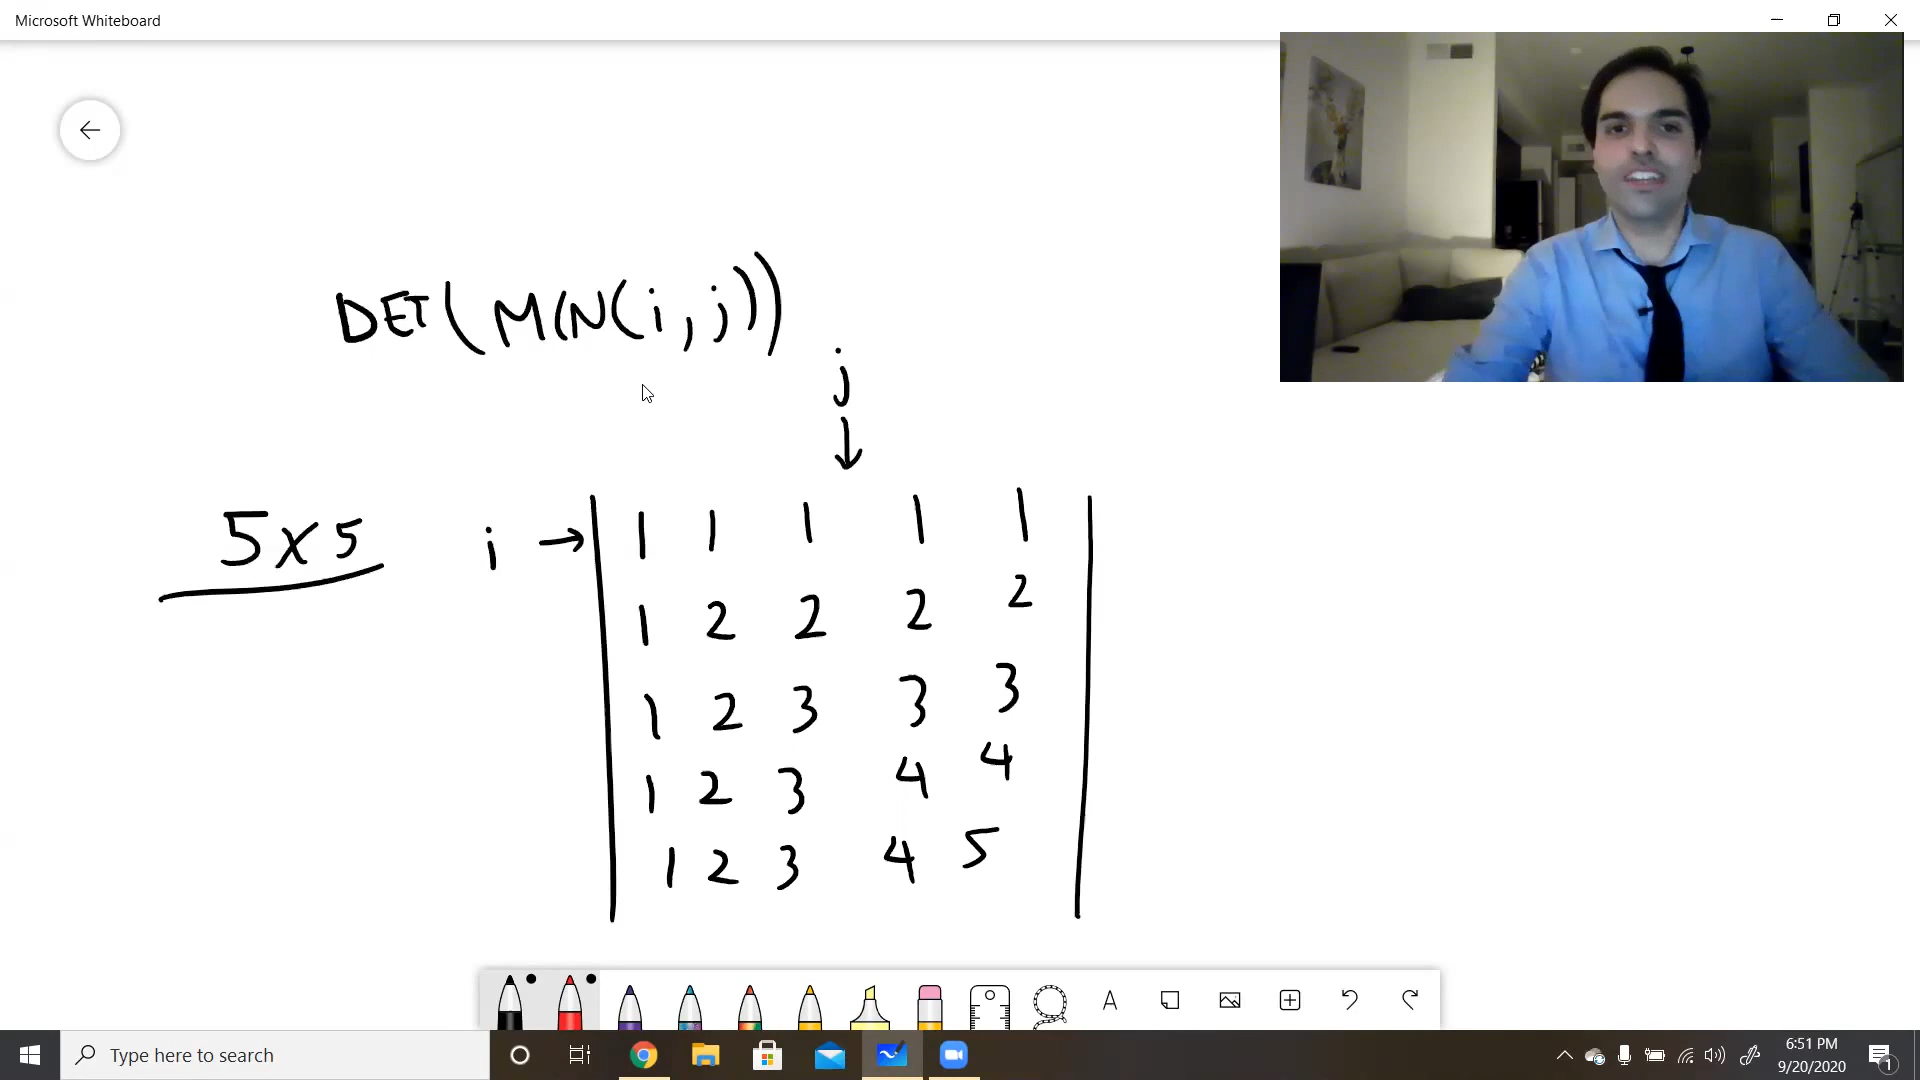 Microsoft Whiteboard
DET(MIN(i,j))
j
↓
5x5 i → 1 1 1 1 1
1 2 2 2 2
1 2 3 3 3
1 2 3 4 4
1 2 3 4 5
A
Type here to search
6:51 PM
9/20/2020
1